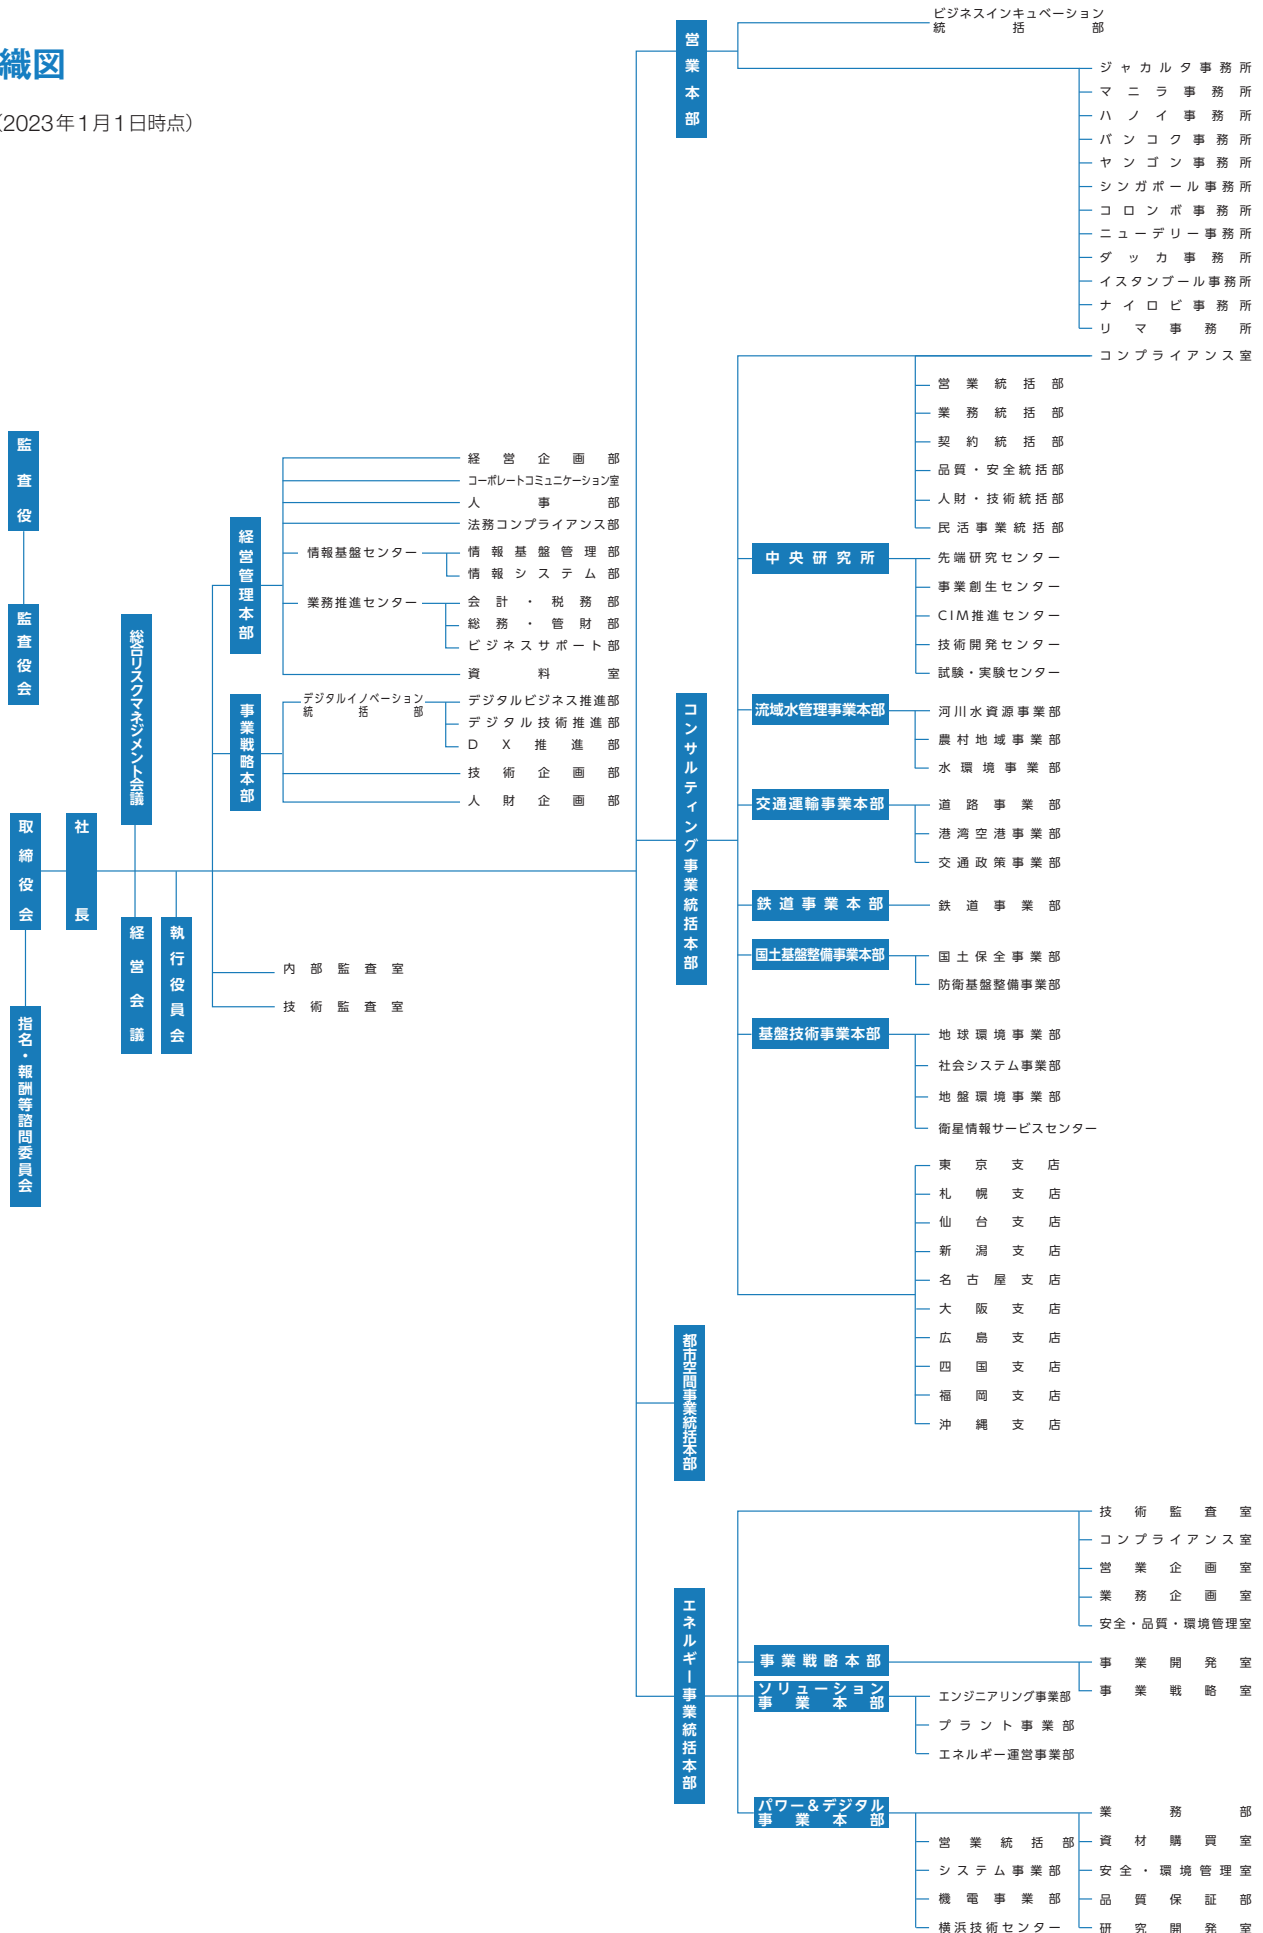 織図
（2023年1月1日時点）
監査役
監査役会
取締役会
指名・報酬等諮問委員会
社長
総合リスクマネジメント会議
経営会議
執行役員会
経営管理本部
経営企画部
コーポレートコミュニケーション室
人事部
法務コンプライアンス部
情報基盤センター
情報基盤管理部
情報システム部
業務推進センター
会計・税務部
総務・管財部
ビジネスサポート部
資料室
事業戦略本部
デジタルイノベーション
統括部
デジタルビジネス推進部
デジタル技術推進部
DX推進部
技術企画部
人財企画部
内部監査室
技術監査室
営業本部
ビジネスインキュベーション
統括部
ジャカルタ事務所
マニラ事務所
ハノイ事務所
バンコク事務所
ヤンゴン事務所
シンガポール事務所
コロンボ事務所
ニューデリー事務所
ダッカ事務所
イスタンブール事務所
ナイロビ事務所
リマ事務所
コンサルティング事業統括本部
コンプライアンス室
営業統括部
業務統括部
契約統括部
品質・安全統括部
人財・技術統括部
民活事業統括部
中央研究所
先端研究センター
事業創生センター
CIM推進センター
技術開発センター
試験・実験センター
流域水管理事業本部
河川水資源事業部
農村地域事業部
水環境事業部
交通運輸事業本部
道路事業部
港湾空港事業部
交通政策事業部
鉄道事業本部
鉄道事業部
国土基盤整備事業本部
国土保全事業部
防衛基盤整備事業部
基盤技術事業本部
地球環境事業部
社会システム事業部
地盤環境事業部
衛星情報サービスセンター
東京支店
札幌支店
仙台支店
新潟支店
名古屋支店
大阪支店
広島支店
四国支店
福岡支店
沖縄支店
都市空間事業統括本部
エネルギー事業統括本部
技術監査室
コンプライアンス室
営業企画室
業務企画室
安全・品質・環境管理室
事業戦略本部
事業開発室
事業戦略室
ソリューション
事業本部
エンジニアリング事業部
プラント事業部
エネルギー運営事業部
パワー&デジタル
事業本部
営業統括部
システム事業部
機電事業部
横浜技術センター
業務部
資材購買室
安全・環境管理室
品質保証部
研究開発室